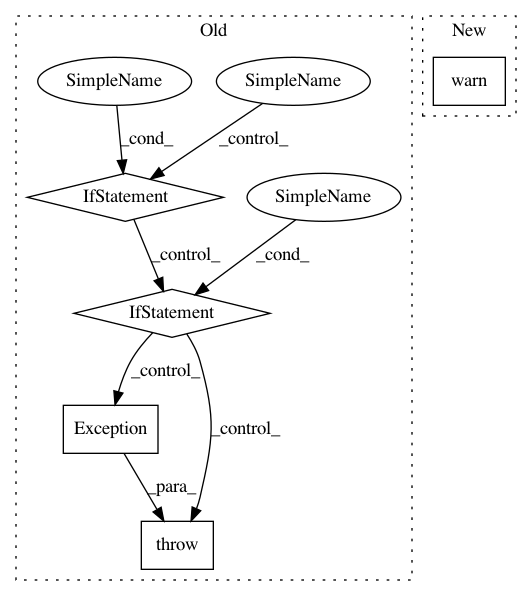 Old
New
SimpleName
SimpleName
warn
_cond_
_control_
IfStatement
SimpleName
_control_
_cond_
IfStatement
_control_
Exception
_control_
_para_
throw